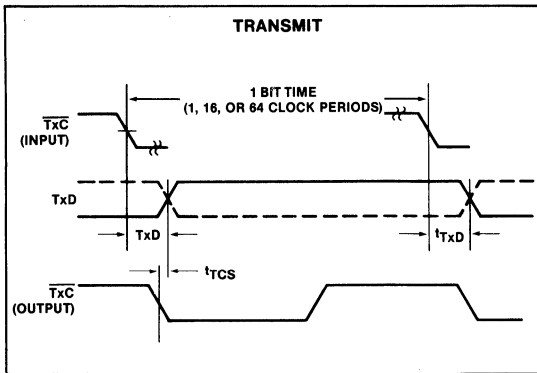 TRANSMIT
1 BIT TIME
(1, 16, OR 64 CLOCK PERIODS)
TxC
(INPUT)
TxD
TxD
tTxD
tTCS
TxC
(OUTPUT)